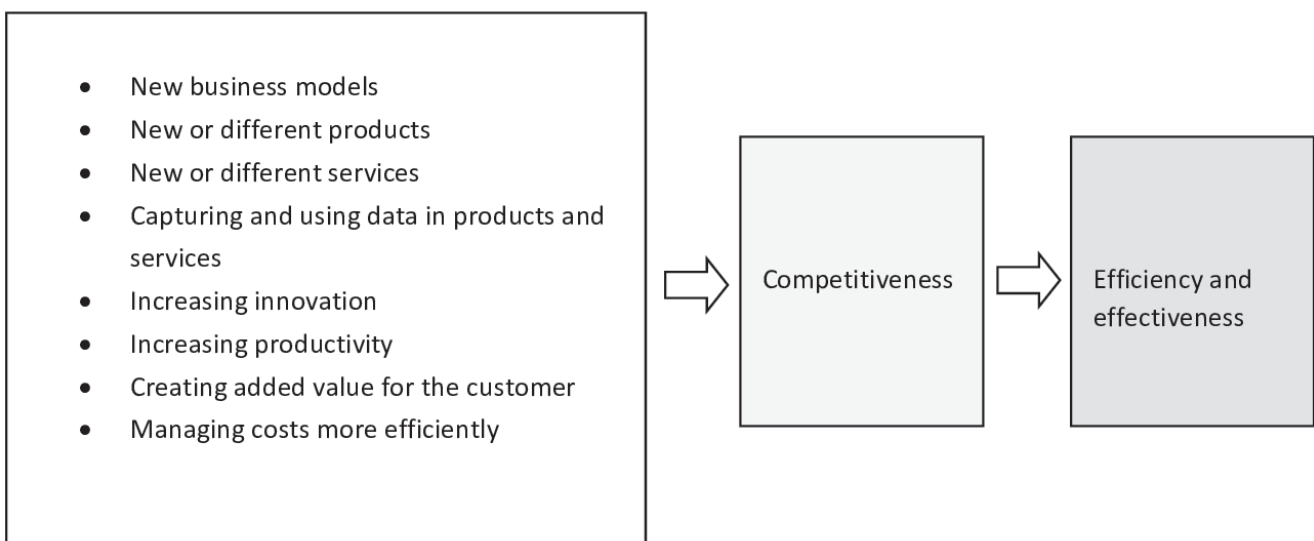 • New business models
• New or different products
• New or different services
• Capturing and using data in products and
services
• Increasing innovation
• Increasing productivity
• Creating added value for the customer
• Managing costs more efficiently
Competitiveness
Efficiency and
effectiveness